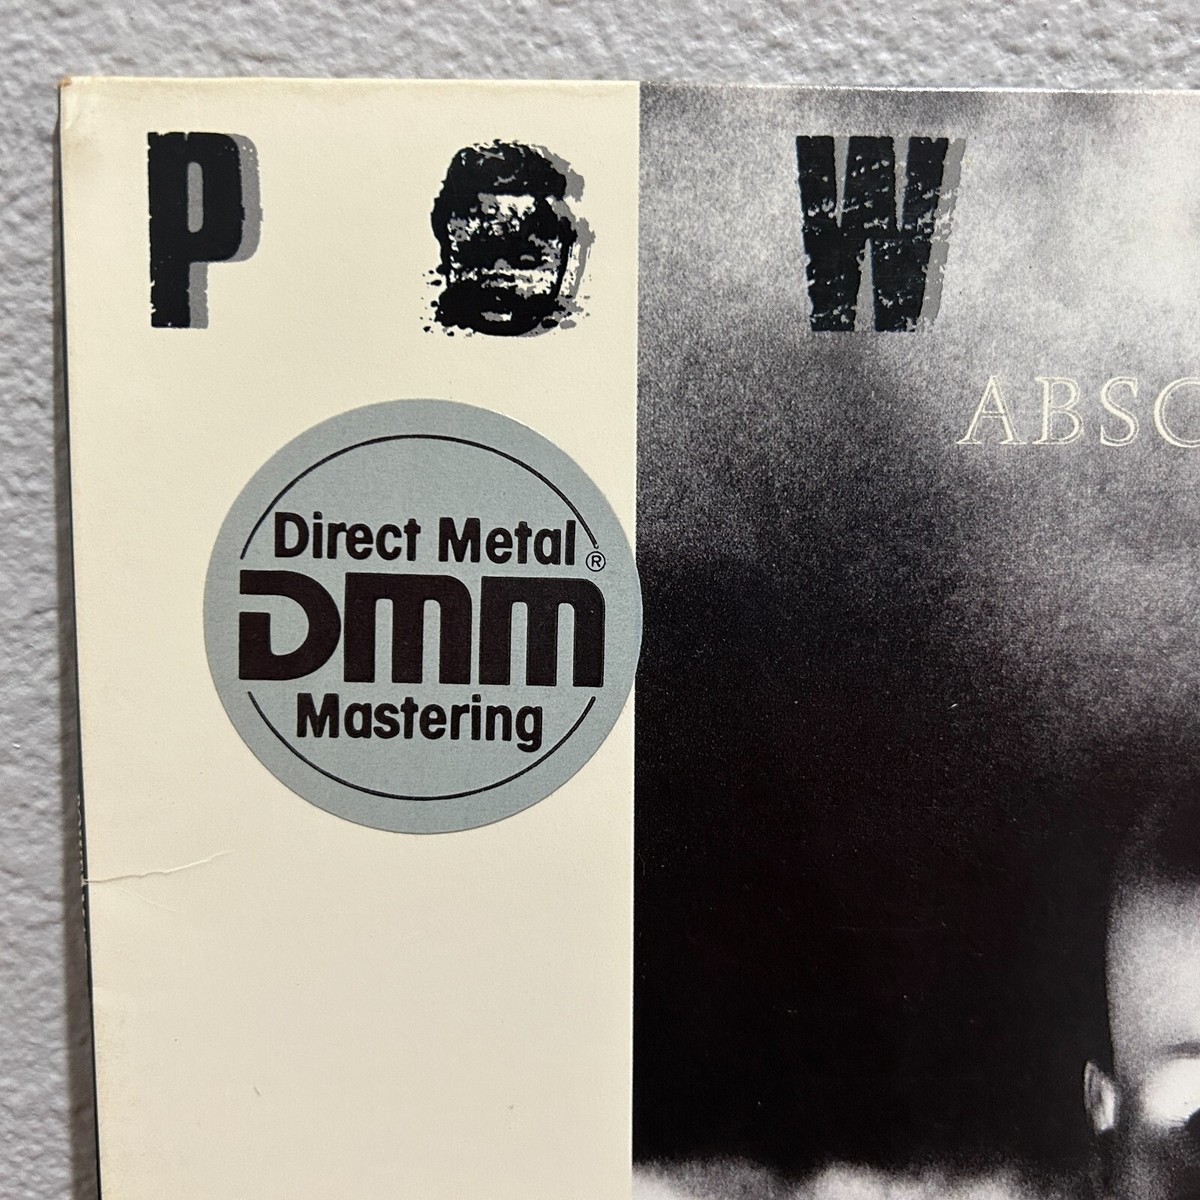 P O W
ABSO
Direct Metal ®
DMM
Mastering